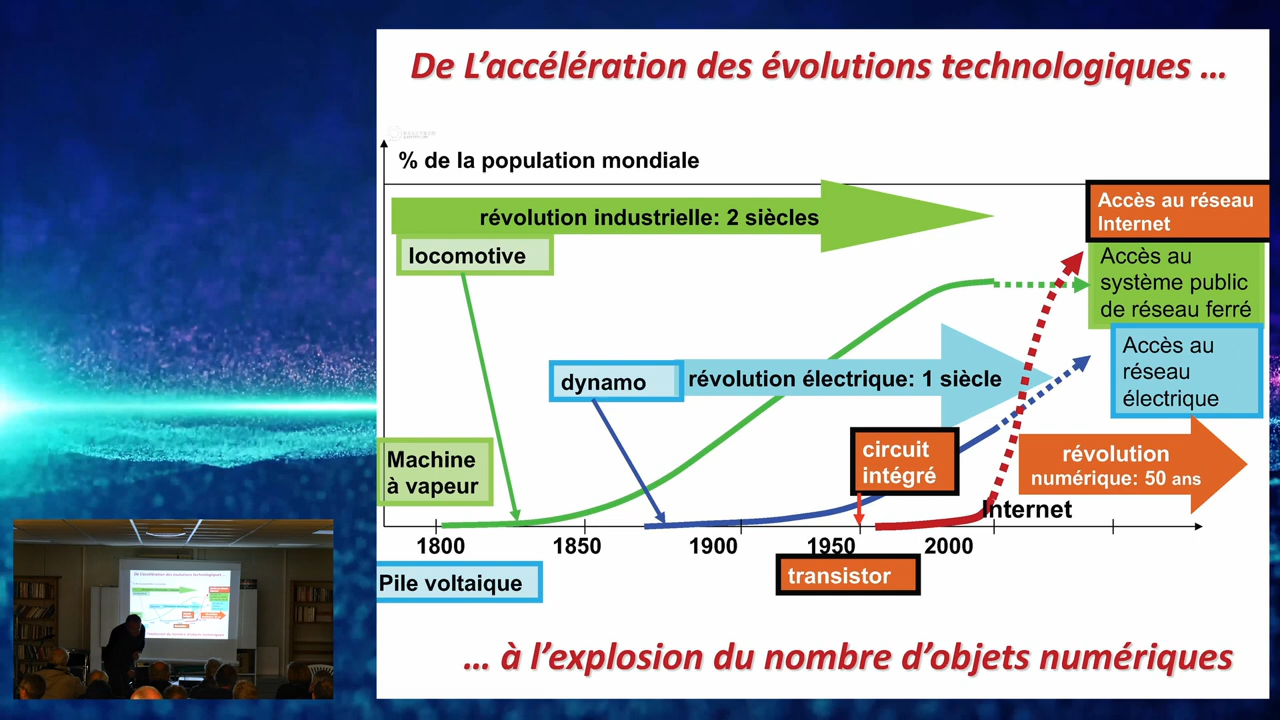 De L'accélération des évolutions technologiques ...
% de la population mondiale
révolution industrielle: 2 siècles
Accès au réseau
Internet
locomotive
Accès au
système public
de réseau ferré
dynamo
révolution électrique: 1 siècle
Accès au
réseau
électrique
circuit
intégré
Machine
à vapeur
révolution
numérique: 50 ans
Internet
1800
1850
1900
1950
2000
Pile voltaique
transistor
... à l'explosion du nombre d'objets numériques